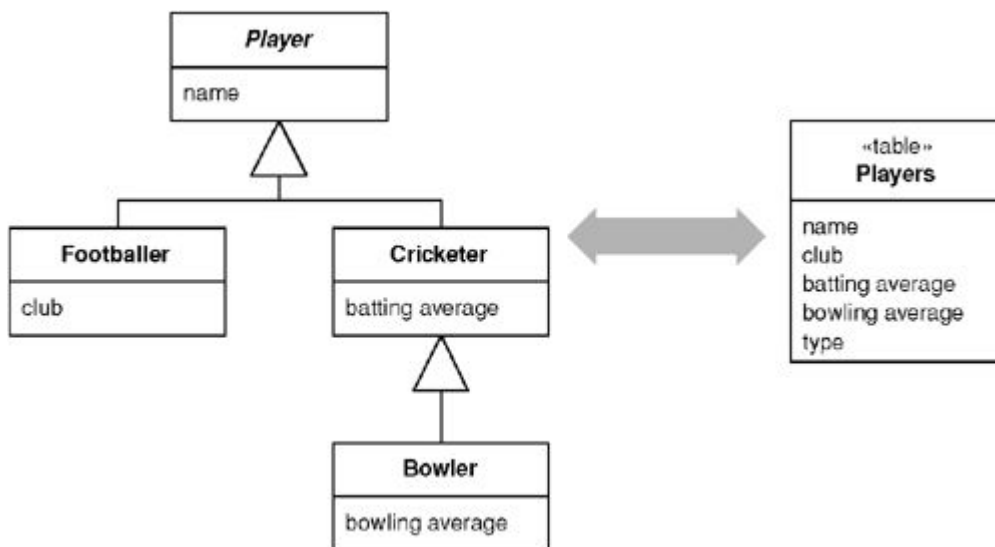 Player
name
Footballer
club
Cricketer
batting average
Bowler
bowling average
«table»
Players
name
club
batting average
bowling average
type